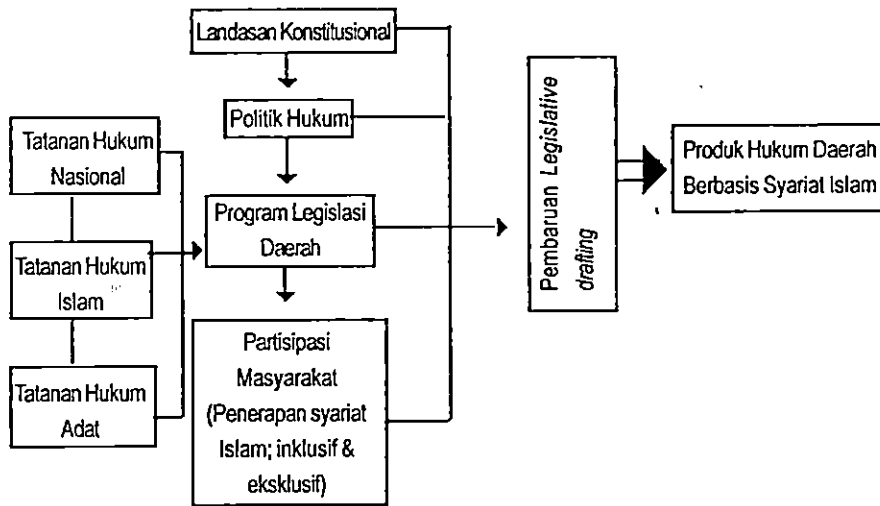 Landasan Konstitusional
Politik Hukum
Tatanan Hukum
Nasional
Program Legislasi
Daerah
Tatanan Hukum
Islam
Partisipasi
Masyarakat
(Penerapan syariat
Islam; inklusif &
eksklusif)
Tatanan Hukum
Adat
Pembaruan Legislative
drafting
Produk Hukum Daerah
Berbasis Syariat Islam